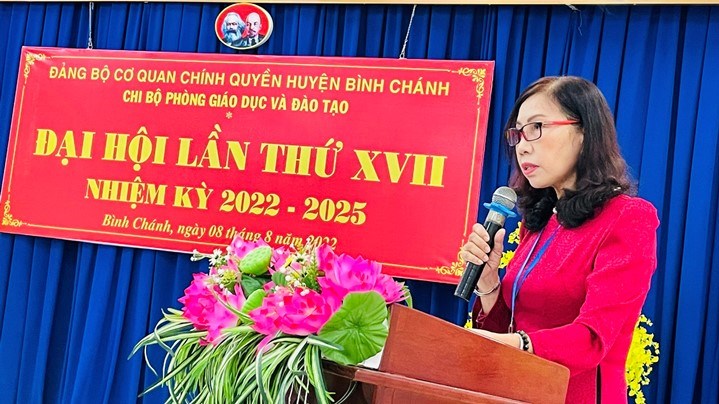 ĐẢNG BỘ CƠ QUAN CHÍNH QUYỀN HUYỆN BÌNH CHÁNH
CHI BỘ PHÒNG GIÁO DỤC VÀ ĐÀO TẠO
*
ĐẠI HỘI LẦN THỨ XVII
NHIỆM KỲ 2022 - 2025
Bình Chánh, ngày 08 tháng 8 năm 2022